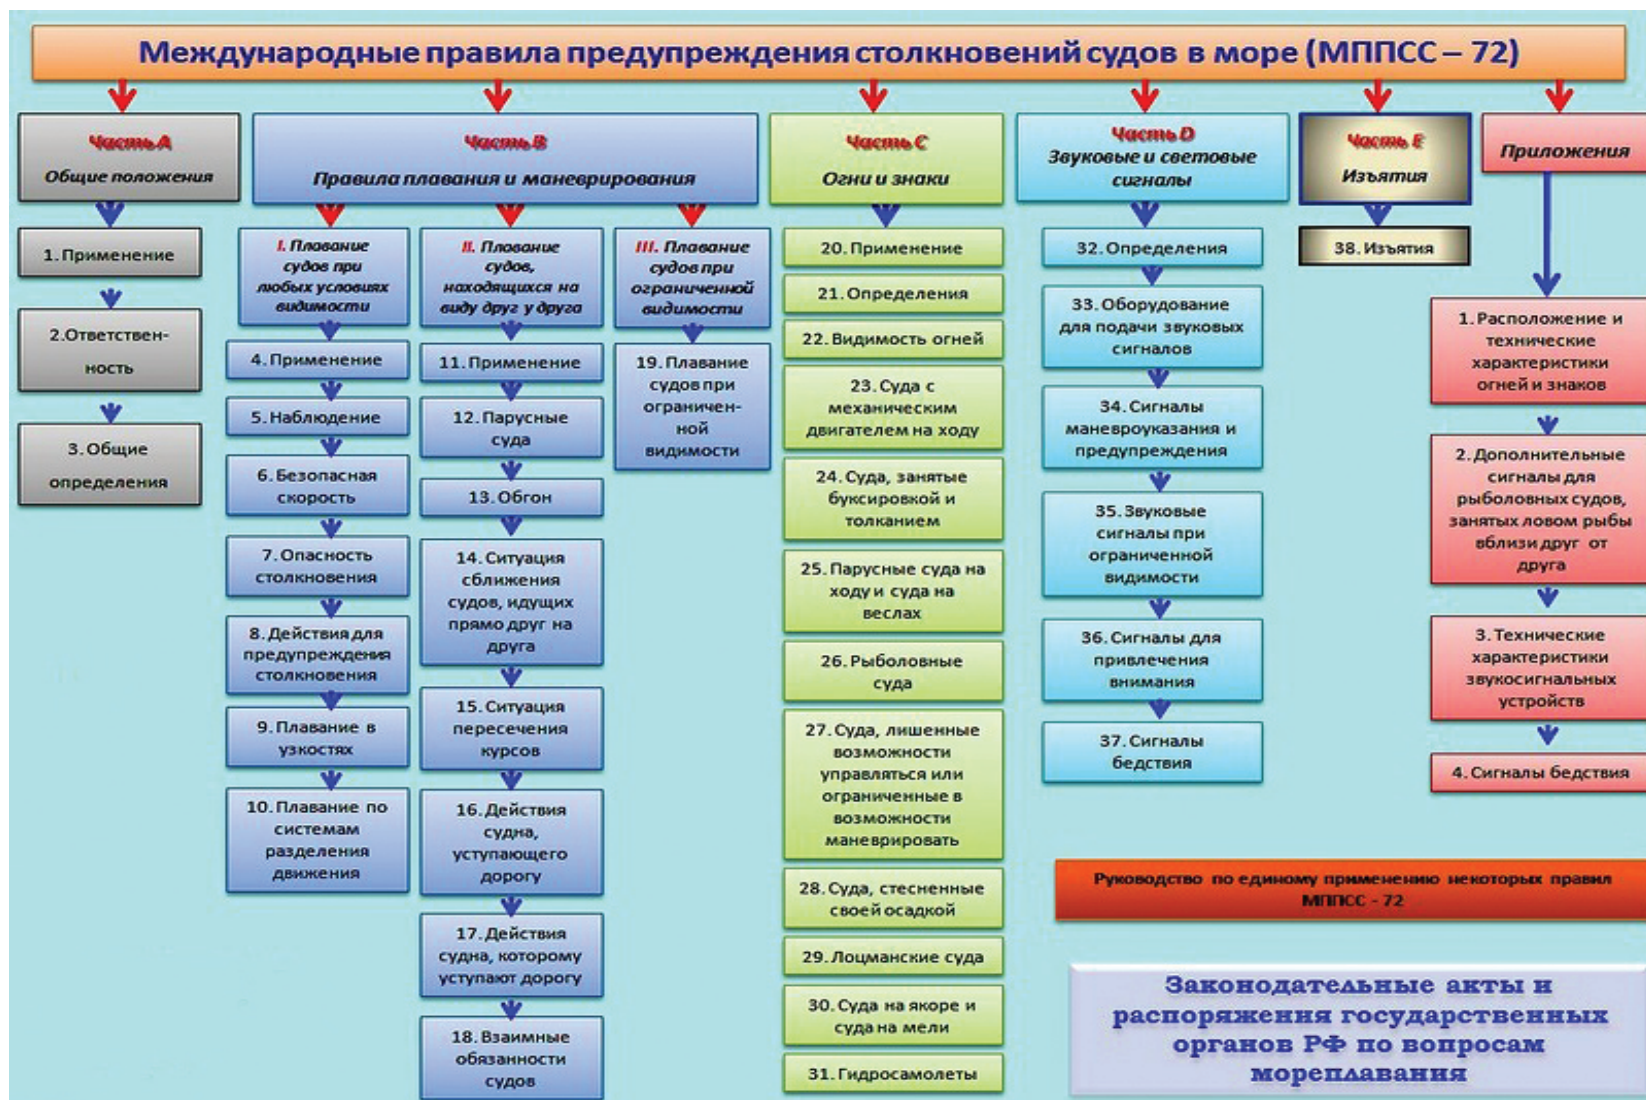 Международные правила предупреждения столкновений судов в море (МППСС – 72)
Часть А
Общие положения
1. Применение
2.Ответствен-
ность
3. Общие
определения
Часть В
Правила плавания и маневрирования
I. Плавание
судов при
любых условиях
видимости
4. Применение
5. Наблюдение
6. Безопасная
скорость
7. Опасность
столкновения
8. Действия для
предупреждения
столкновения
9. Плавание в
узкостях
10. Плавание по
системам
разделения
движения
II. Плавание
судов,
находящихся на
виду друг у друга
11. Применение
12. Парусные
суда
13. Обгон
14. Ситуация
сближения
судов, идущих
прямо друг на
друга
15. Ситуация
пересечения
курсов
16. Действия
судна,
уступающего
дорогу
17. Действия
судна, которому
уступают дорогу
18. Взаимные
обязанности
судов
III. Плавание
судов при
ограниченной
видимости
19. Плавание
судов при
ограничен-
ной
видимости
Часть С
Огни и знаки
20. Применение
21. Определения
22. Видимость огней
23. Суда с
механическим
двигателем на ходу
24. Суда, занятые
буксировкой и
толканием
25. Парусные суда на
ходу и суда на
веслах
26. Рыболовные
суда
27. Суда, лишенные
возможности
управляться или
ограниченные в
возможности
маневрировать
28. Суда, стесненные
своей осадкой
29. Лоцманские суда
30. Суда на якоре и
суда на мели
31. Гидросамолеты
Часть D
Звуковые и световые
сигналы
32. Определения
33. Оборудование
для подачи звуковых
сигналов
34. Сигналы
маневроуказания и
предупреждения
35. Звуковые
сигналы при
ограниченной
видимости
36. Сигналы для
привлечения
внимания
37. Сигналы
бедствия
Часть Е
Изъятия
38. Изъятия
Приложения
1. Расположение и
технические
характеристики
огней и знаков
2. Дополнительные
сигналы для
рыболовных судов,
занятых ловом рыбы
вблизи друг от
друга
3. Технические
характеристики
звукосигнальных
устройств
4. Сигналы бедствия
Руководство по единому применению некоторых правил
МППСС - 72
Законодательные акты и
распоряжения государственных
органов РФ по вопросам
мореплавания